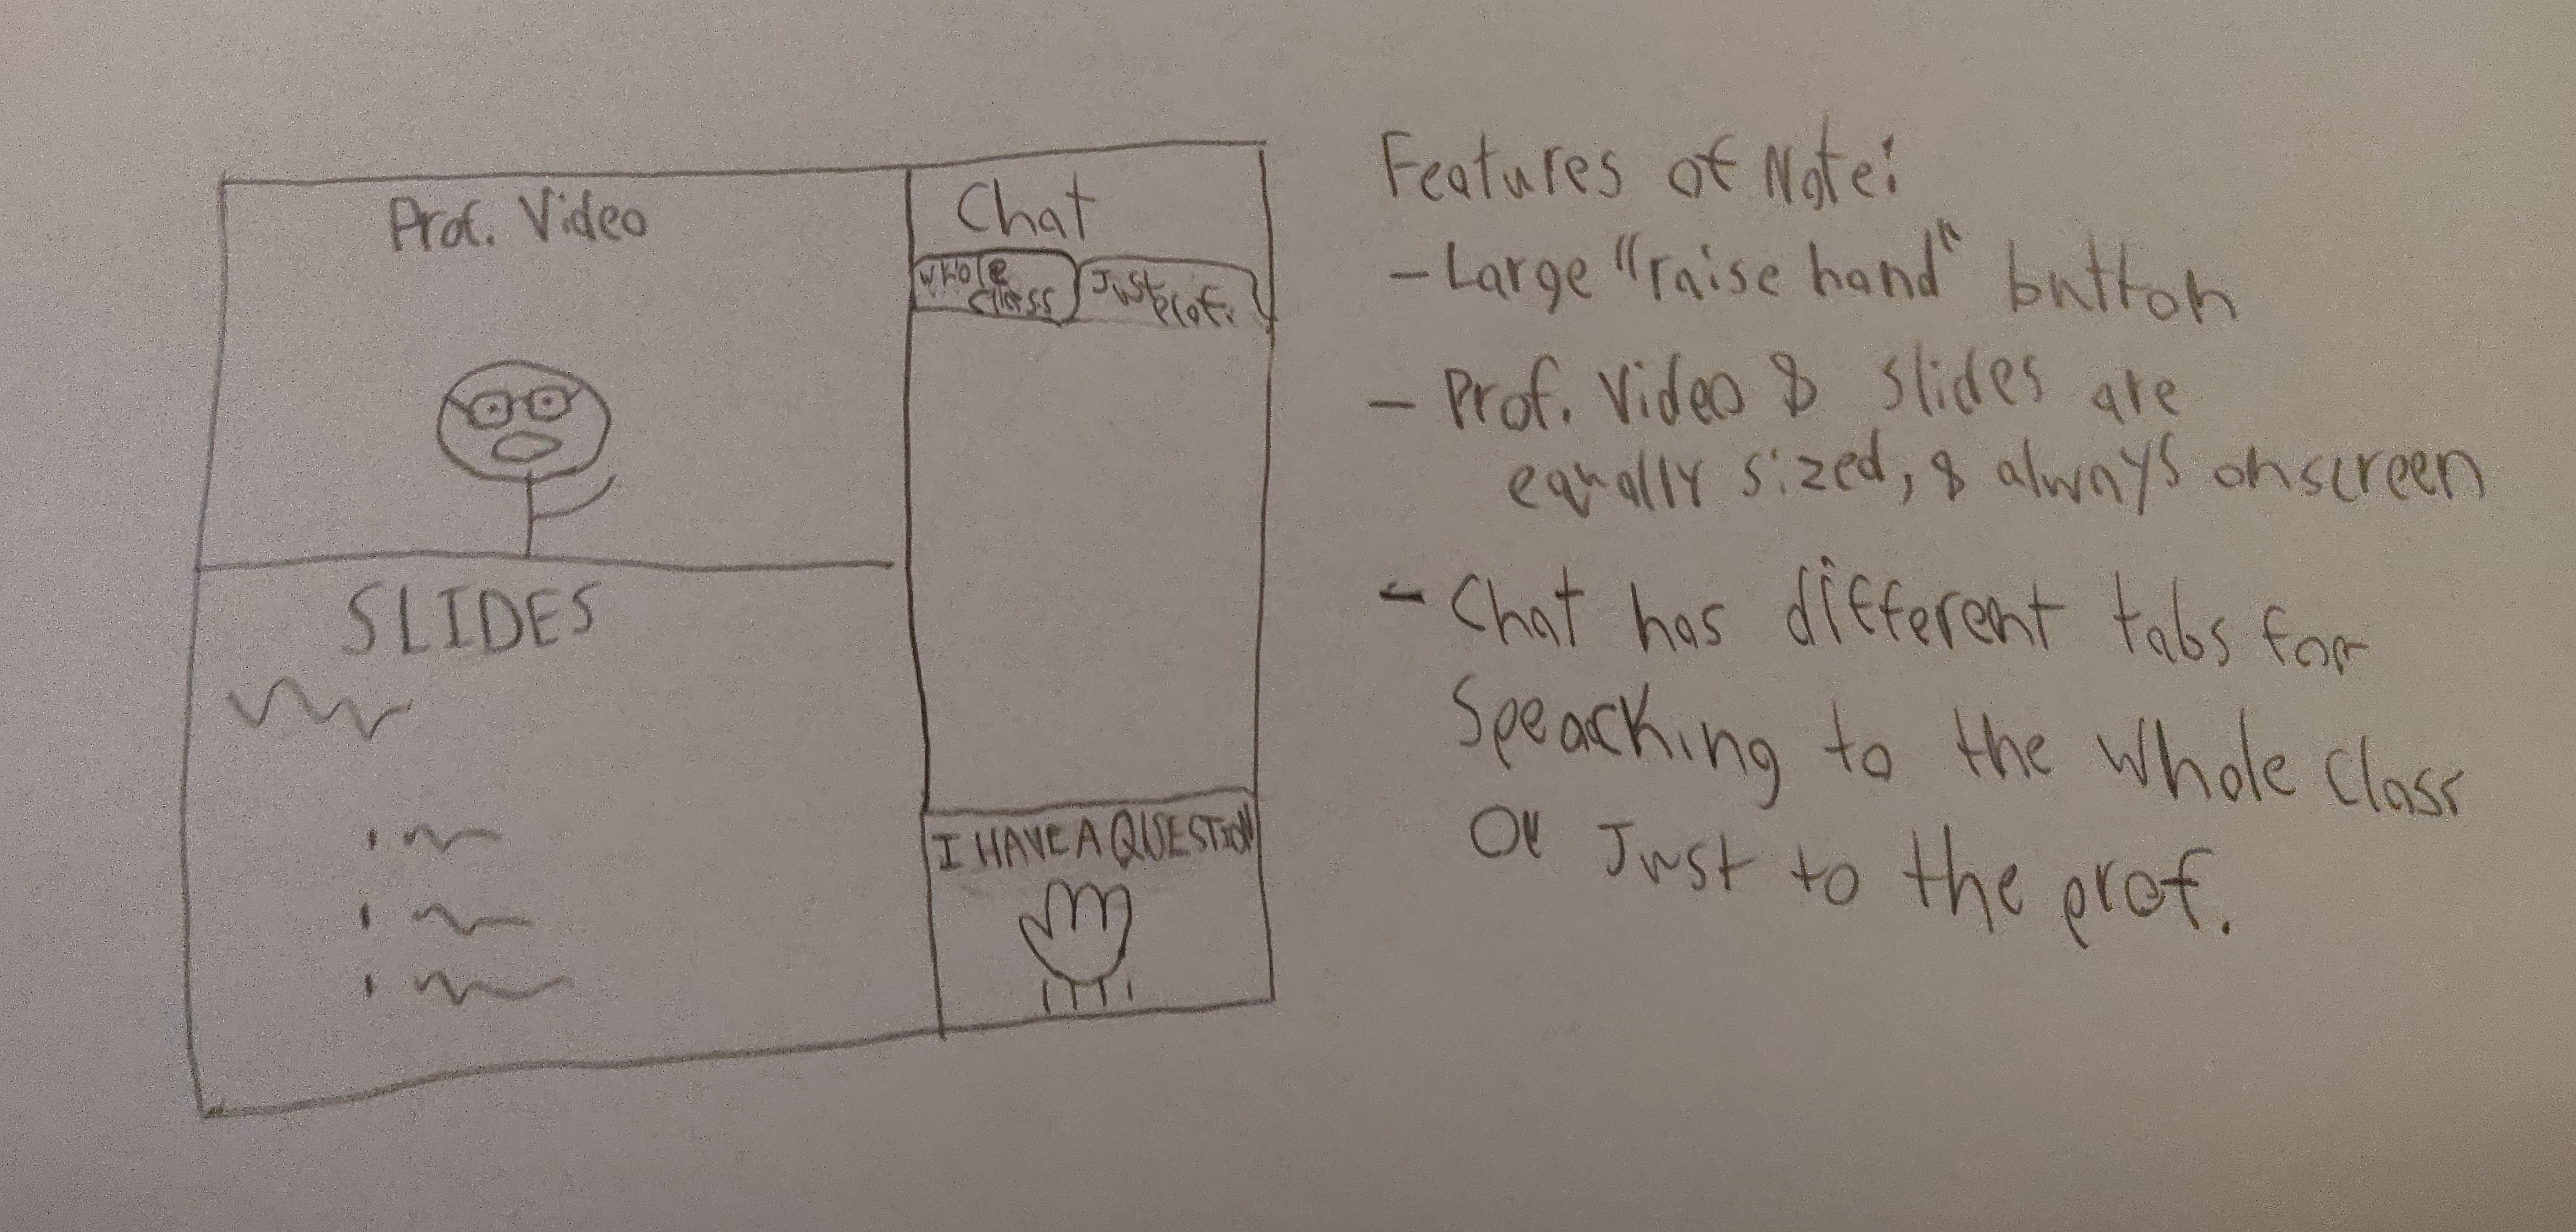 Prof. Video
Chat
Whole
Class
Just
Prof.
SLIDES
I HAVE A QUESTION
Features of Note:
- Large "raise hand" button
- Prof. Video & slides are
equally sized, & always onscreen
- Chat has different tabs for
Speacking to the Whole Class
or Just to the prof.